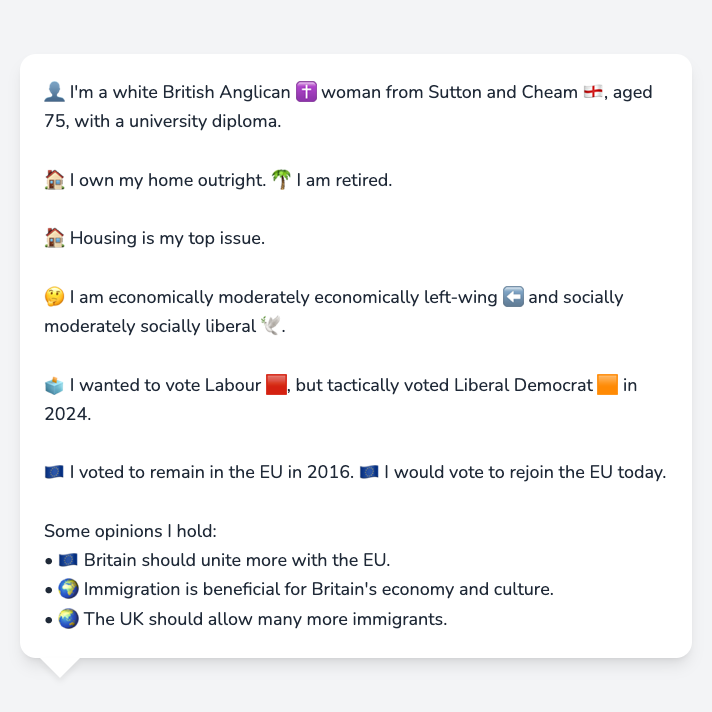 👤 I'm a white British Anglican ✝️ woman from Sutton and Cheam 🏴󠁧󠁢󠁥󠁮󠁧󠁿, aged
75, with a university diploma.
🏠 I own my home outright. 🌴 I am retired.
🏠 Housing is my top issue.
🤔 I am economically moderately economically left-wing ⬅️ and socially
moderately socially liberal 🕊️.
🗳️ I wanted to vote Labour 🟥, but tactically voted Liberal Democrat 🟧 in
2024.
🇪🇺 I voted to remain in the EU in 2016. 🇪🇺 I would vote to rejoin the EU today.
Some opinions I hold:
• 🇪🇺 Britain should unite more with the EU.
• 🌍 Immigration is beneficial for Britain's economy and culture.
• 🌏 The UK should allow many more immigrants.